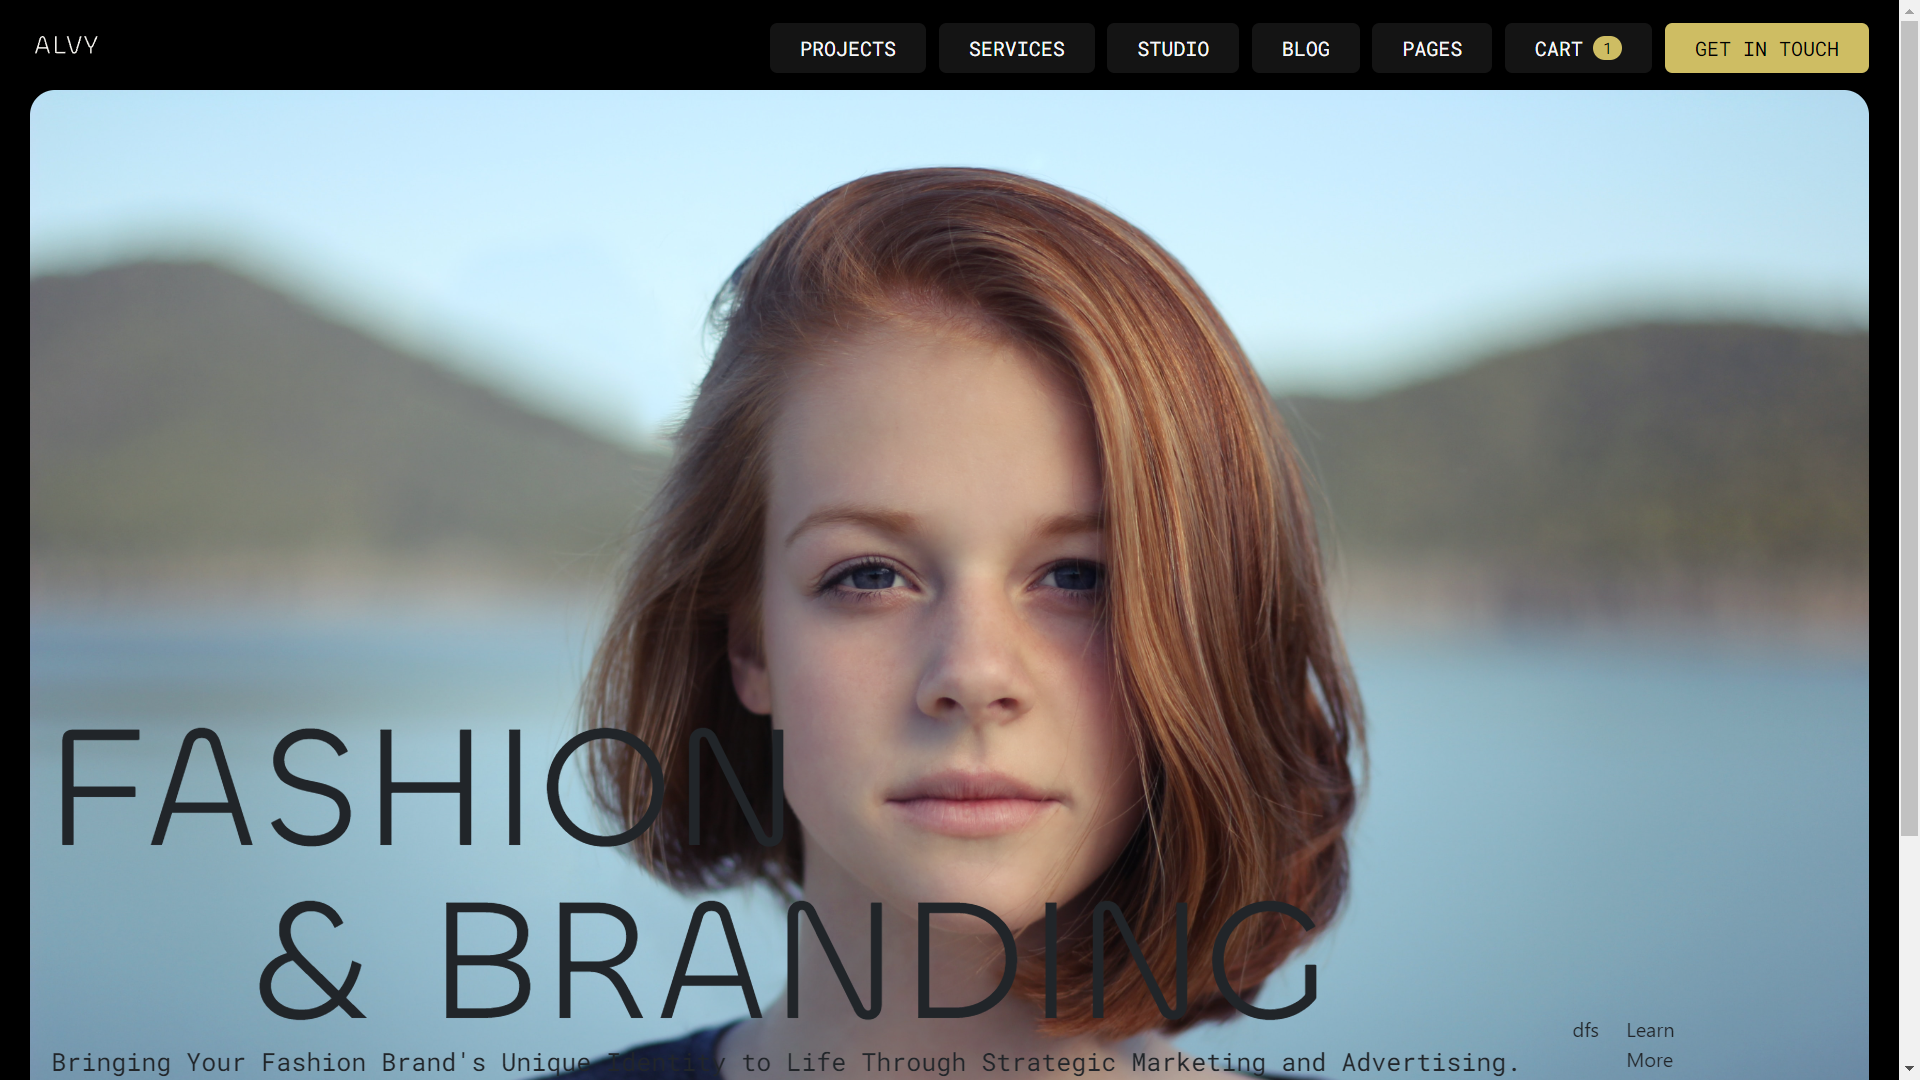 ALVY
PROJECTS
SERVICES
STUDIO
BLOG
PAGES
CART 1
GET IN TOUCH
FASHION
& BRANDING
Bringing Your Fashion Brand's Unique Identity to Life Through Strategic Marketing and Advertising.
dfs
Learn
More